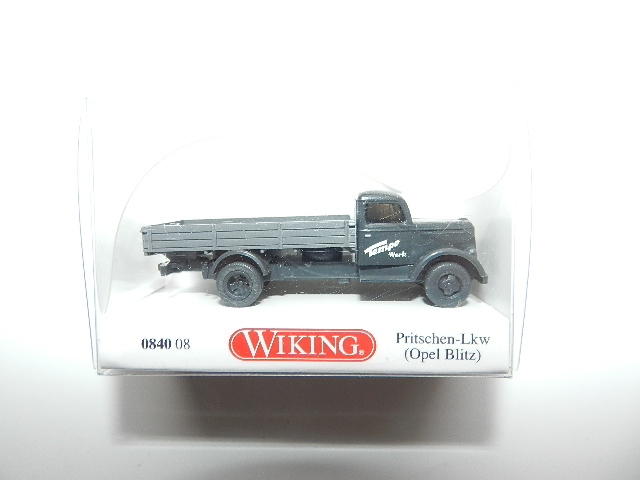 Tempo
Werk
0840 08
WIKING®
Pritschen-Lkw
(Opel Blitz)